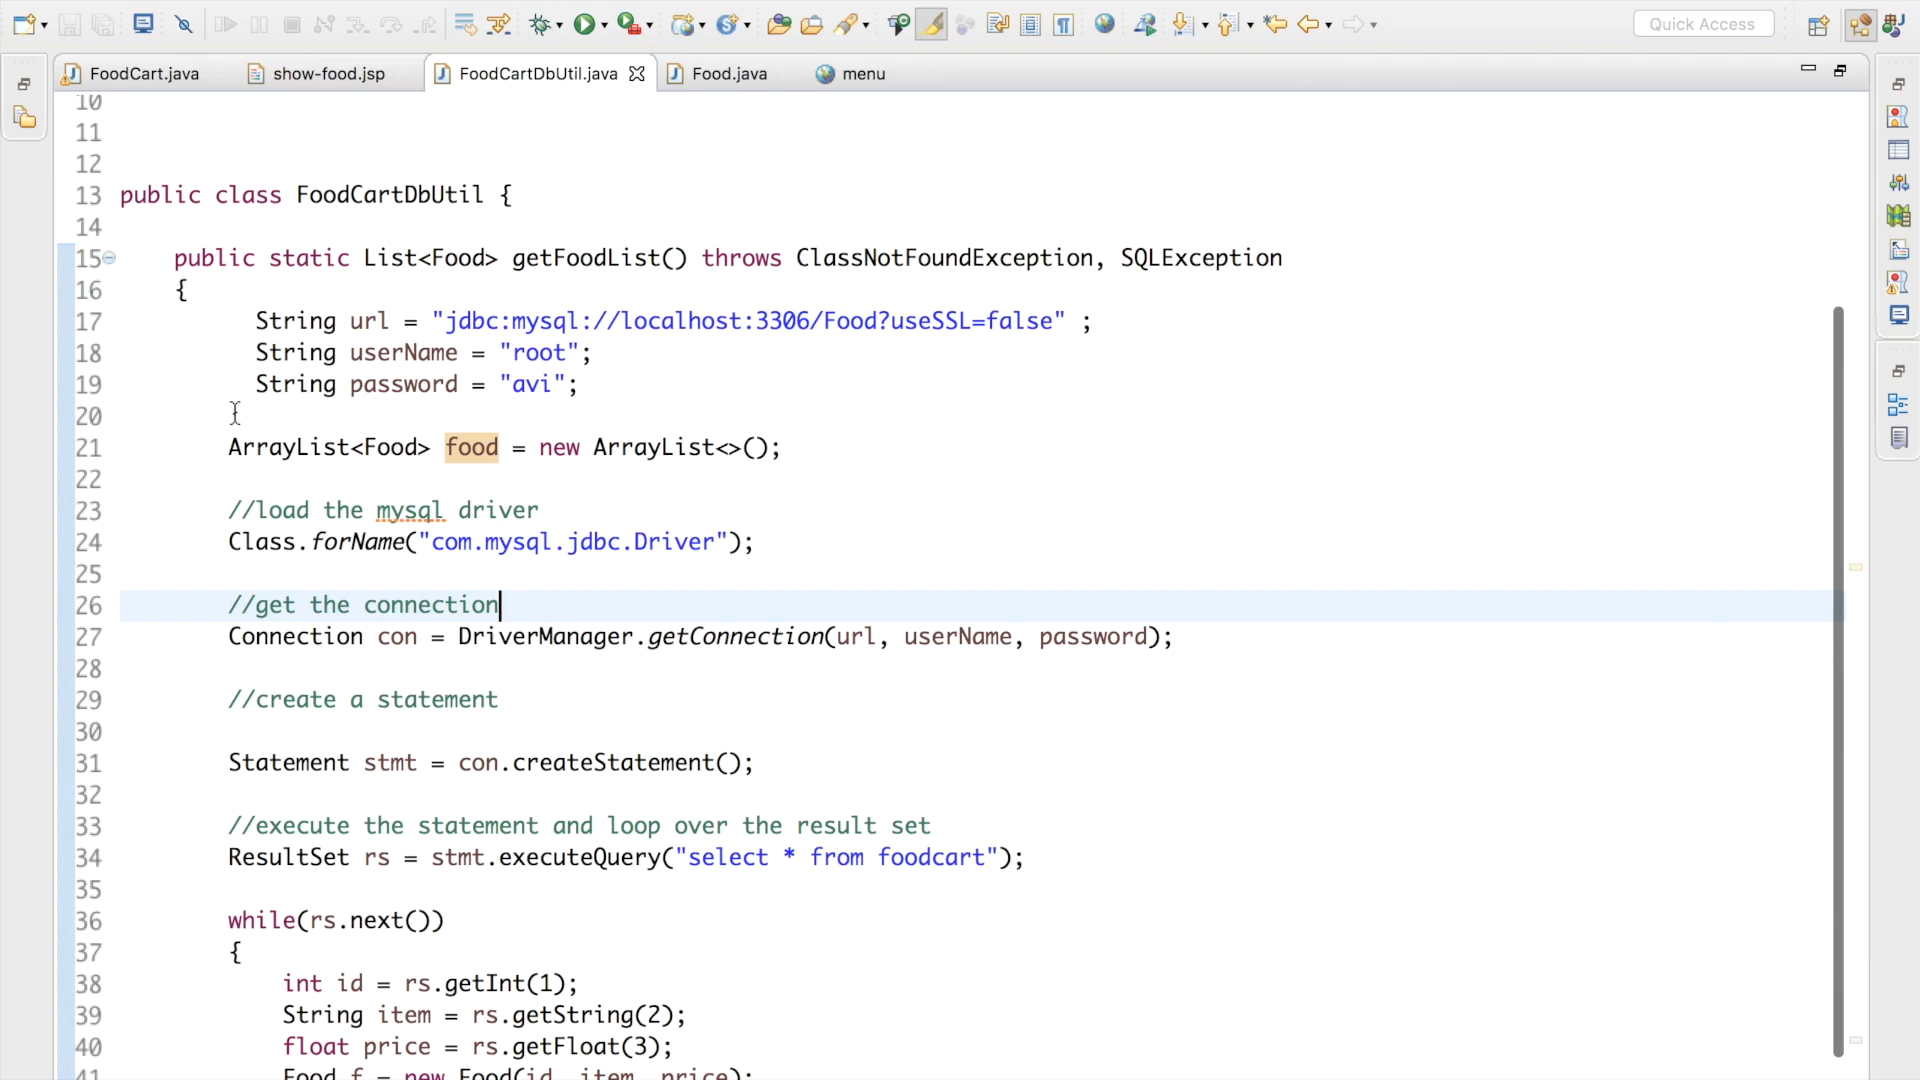 Quick Access
FoodCart.java show-food.jsp FoodCartDbUtil.java Food.java menu
10
11
12
13 public class FoodCartDbUtil {
14
15 public static List<Food> getFoodList() throws ClassNotFoundException, SQLException
16 {
17 String url = "jdbc:mysql://localhost:3306/Food?useSSL=false" ;
18 String userName = "root";
19 String password = "avi";
20
21 ArrayList<Food> food = new ArrayList<>();
22
23 //load the mysql driver
24 Class.forName("com.mysql.jdbc.Driver");
25
26 //get the connection
27 Connection con = DriverManager.getConnection(url, userName, password);
28
29 //create a statement
30
31 Statement stmt = con.createStatement();
32
33 //execute the statement and loop over the result set
34 ResultSet rs = stmt.executeQuery("select * from foodcart");
35
36 while(rs.next())
37 {
38 int id = rs.getInt(1);
39 String item = rs.getString(2);
40 float price = rs.getFloat(3);
41 Food f = new Food(id, item, price);